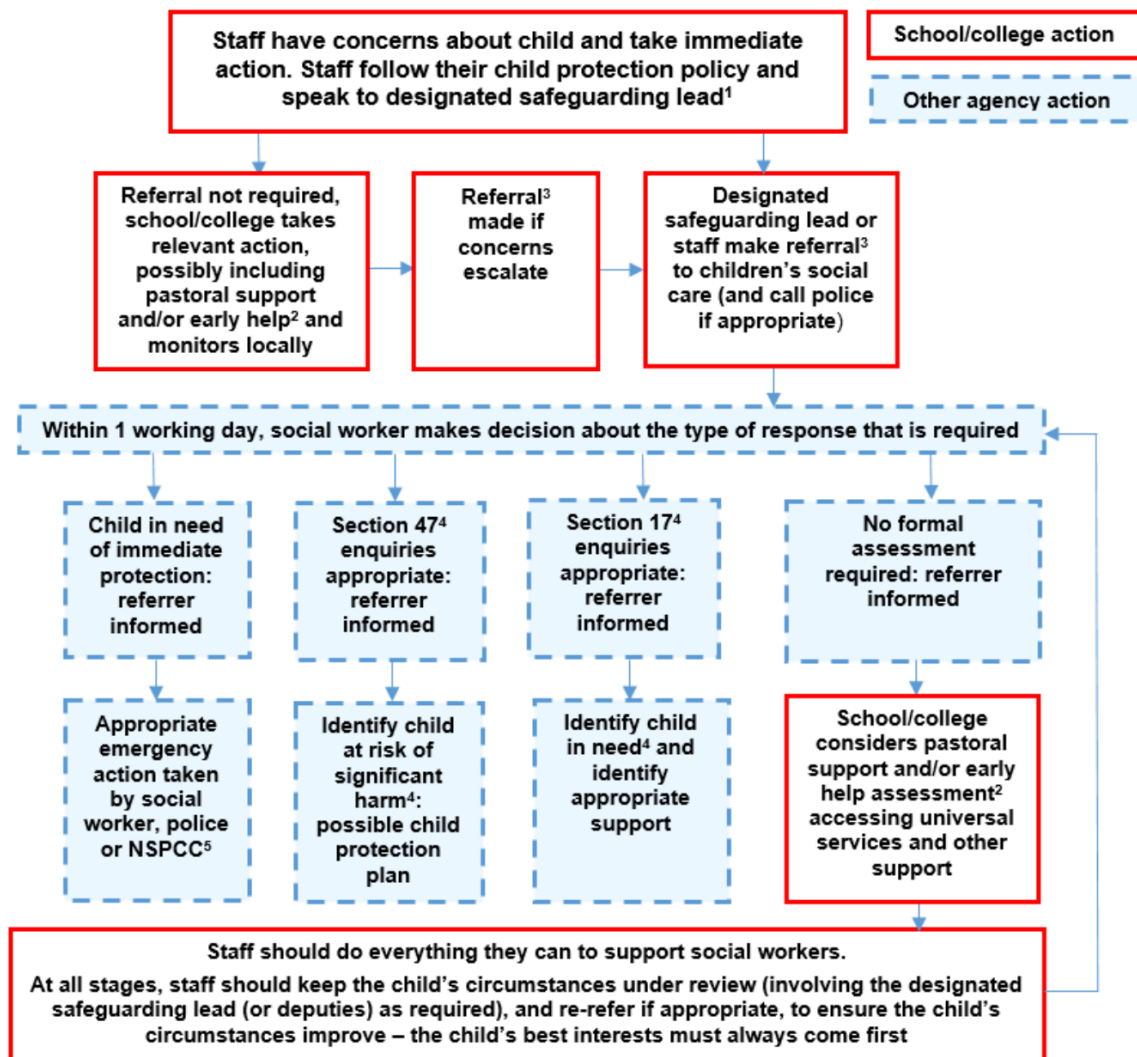 Staff have concerns about child and take immediate
action. Staff follow their child protection policy and
speak to designated safeguarding lead¹
School/college action
Other agency action
Referral not required,
school/college takes
relevant action,
possibly including
pastoral support
and/or early help² and
monitors locally
Referral³
made if
concerns
escalate
Designated
safeguarding lead or
staff make referral³
to children’s social
care (and call police
if appropriate)
Within 1 working day, social worker makes decision about the type of response that is required
Child in need
of immediate
protection:
referrer
informed
Section 47⁴
enquiries
appropriate:
referrer
informed
Section 17⁴
enquiries
appropriate:
referrer
informed
No formal
assessment
required: referrer
informed
Appropriate
emergency
action taken
by social
worker, police
or NSPCC⁵
Identify child
at risk of
significant
harm⁴:
possible child
protection
plan
Identify child
in need⁴ and
identify
appropriate
support
School/college
considers pastoral
support and/or early
help assessment²
accessing universal
services and other
support
Staff should do everything they can to support social workers.
At all stages, staff should keep the child’s circumstances under review (involving the designated
safeguarding lead (or deputies) as required), and re-refer if appropriate, to ensure the child’s
circumstances improve – the child’s best interests must always come first